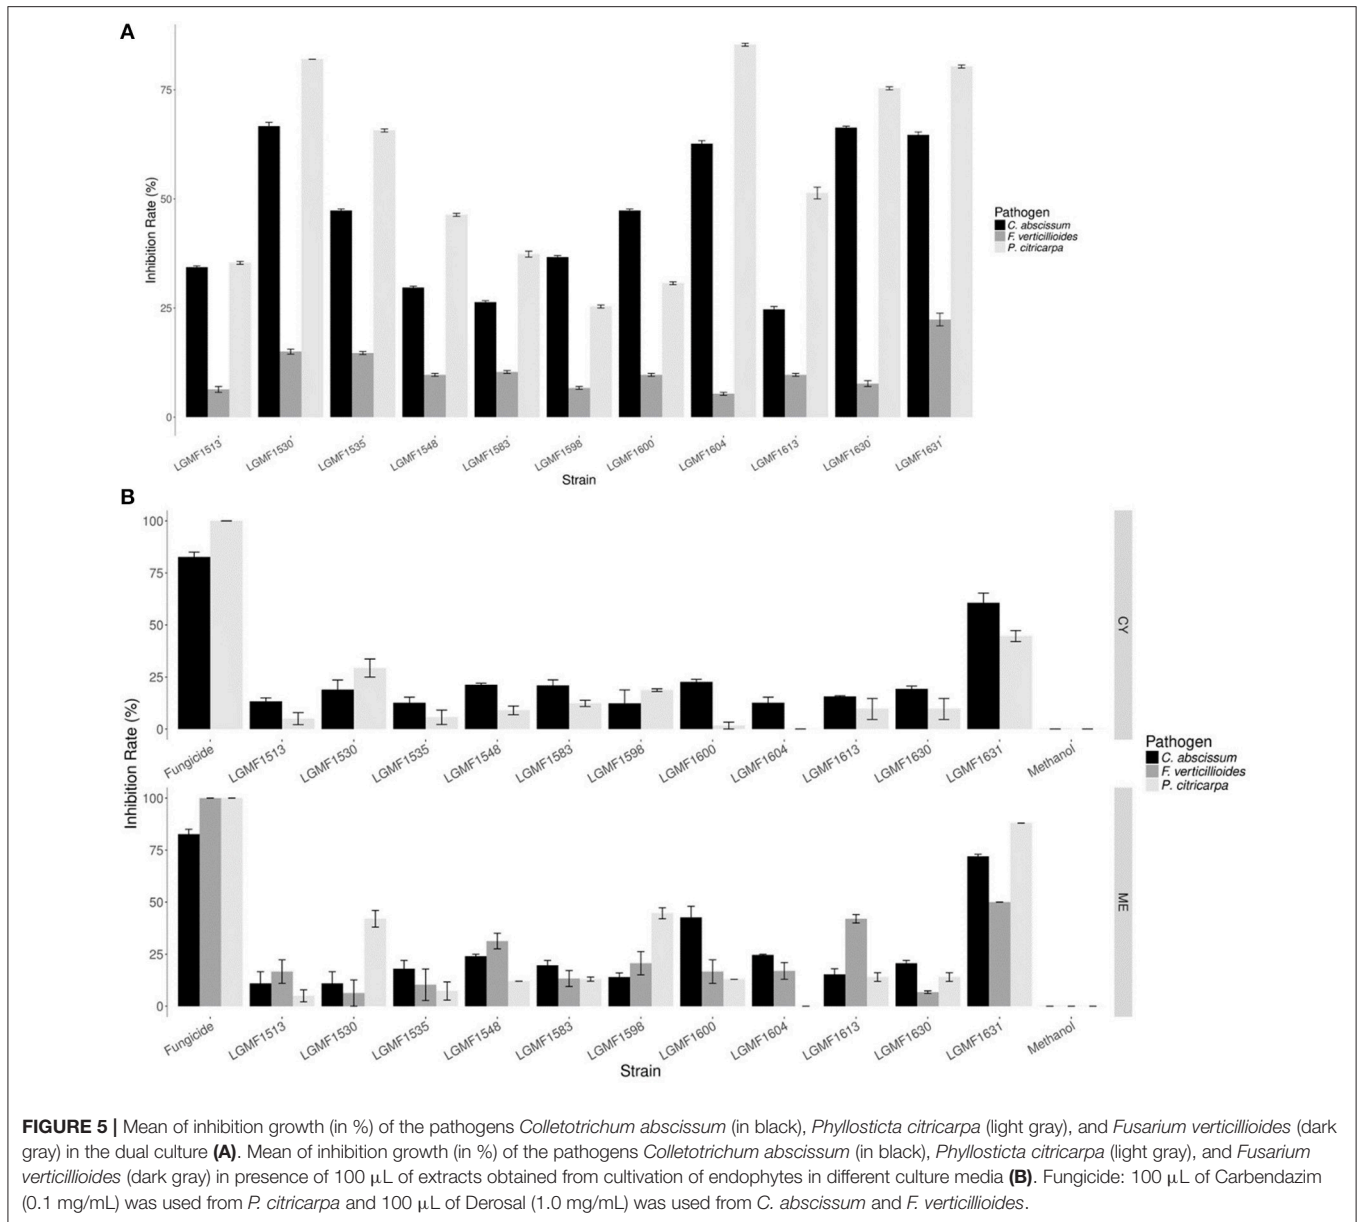 A
75
50
25
0
Inhibition Rate (%)
LGMF1513
LGMF1530
LGMF1535
LGMF1548
LGMF1583
LGMF1598
LGMF1600
LGMF1604
LGMF1613
LGMF1630
LGMF1631
Strain
Pathogen
C. abscissum
F. verticillioides
P. citricarpa
B
100
75
50
25
0
CY
Fungicide
LGMF1513
LGMF1530
LGMF1535
LGMF1548
LGMF1583
LGMF1598
LGMF1600
LGMF1604
LGMF1613
LGMF1630
LGMF1631
Methanol
Inhibition Rate (%)
Pathogen
C. abscissum
F. verticillioides
P. citricarpa
100
75
50
25
0
ME
Fungicide
LGMF1513
LGMF1530
LGMF1535
LGMF1548
LGMF1583
LGMF1598
LGMF1600
LGMF1604
LGMF1613
LGMF1630
LGMF1631
Methanol
Strain
FIGURE 5 | Mean of inhibition growth (in %) of the pathogens Colletotrichum abscissum (in black), Phyllosticta citricarpa (light gray), and Fusarium verticillioides (dark
gray) in the dual culture (A). Mean of inhibition growth (in %) of the pathogens Colletotrichum abscissum (in black), Phyllosticta citricarpa (light gray), and Fusarium
verticillioides (dark gray) in presence of 100 μL of extracts obtained from cultivation of endophytes in different culture media (B). Fungicide: 100 μL of Carbendazim
(0.1 mg/mL) was used from P. citricarpa and 100 μL of Derosal (1.0 mg/mL) was used from C. abscissum and F. verticillioides.